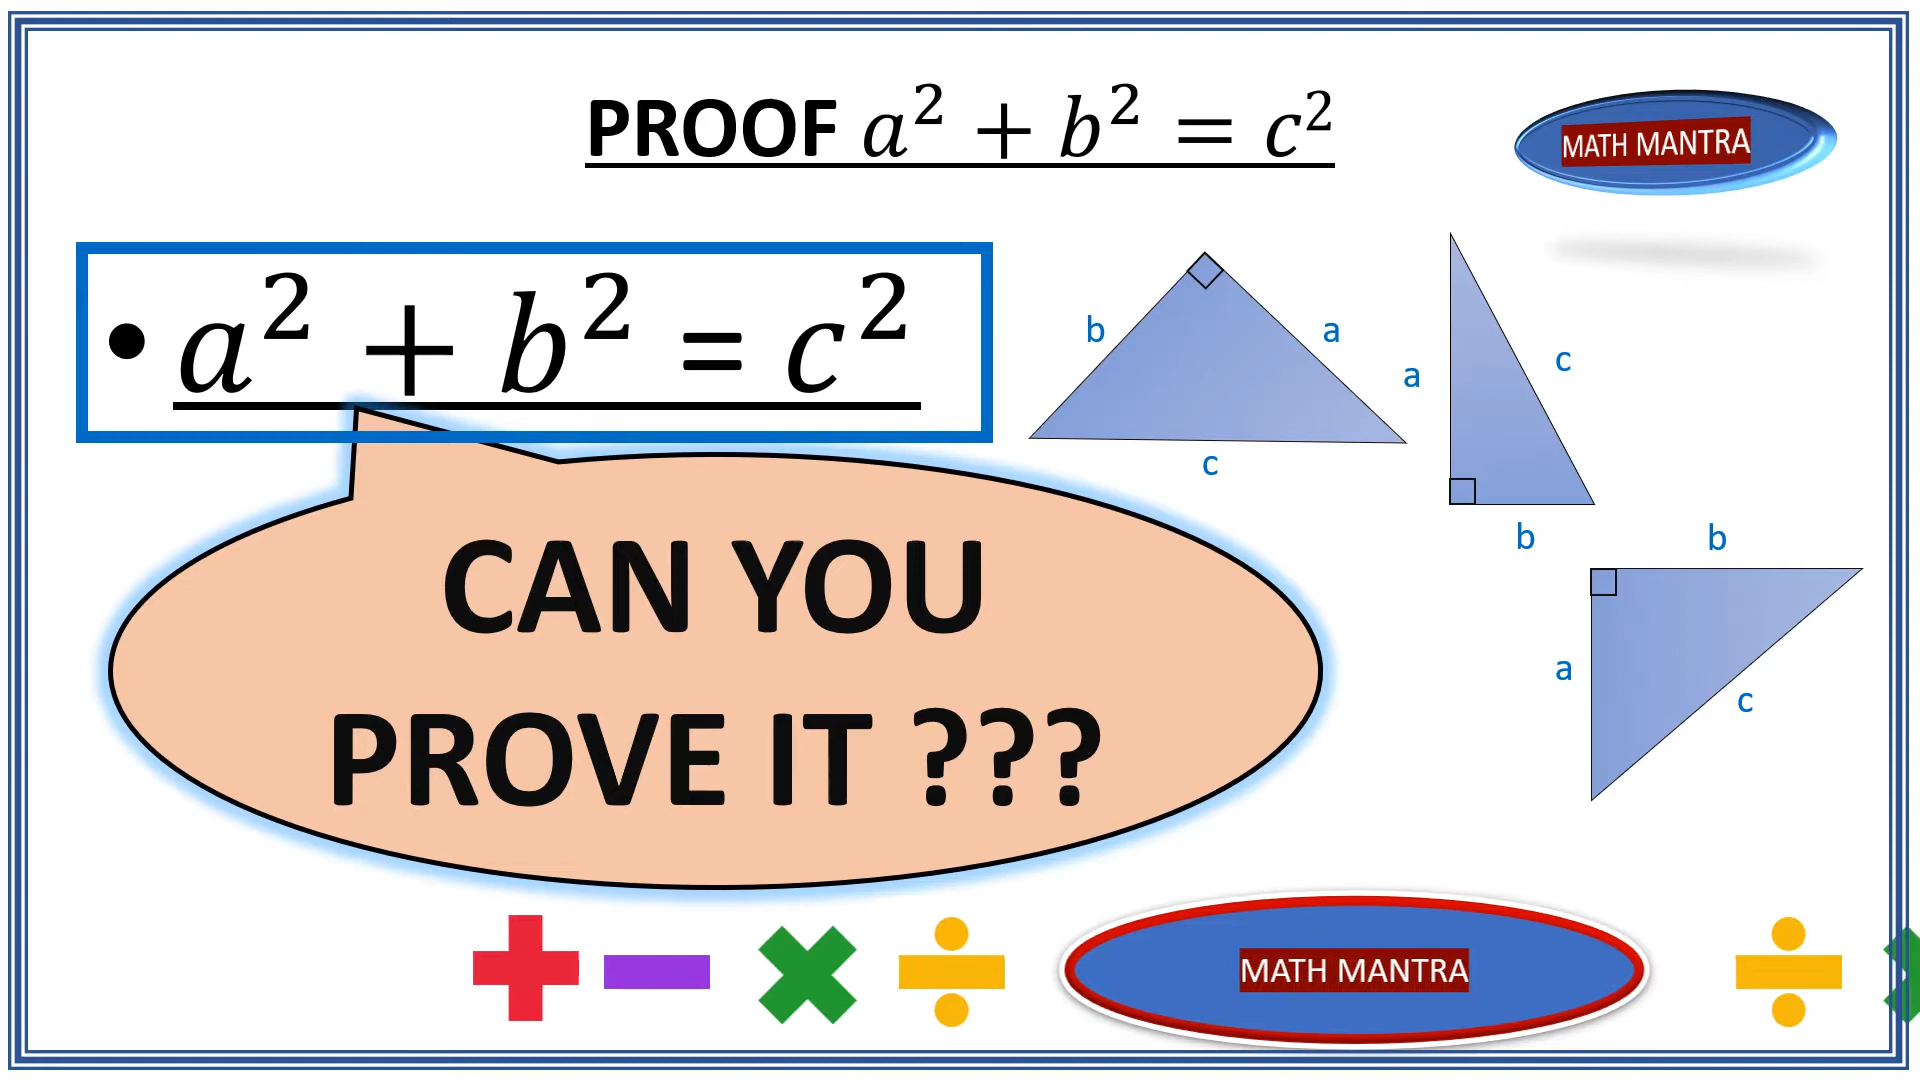 PROOF a² + b² = c²
MATH MANTRA
• a² + b² = c²
CAN YOU
PROVE IT ???
b
a
c
a
c
b
b
a
c
MATH MANTRA